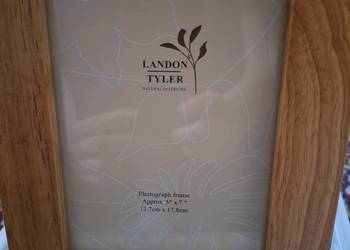 LANDON
TYLER
NATURAL INTERIORS
Photograph frame
Approx 5" x 7"
12.7cm x 17.8cm